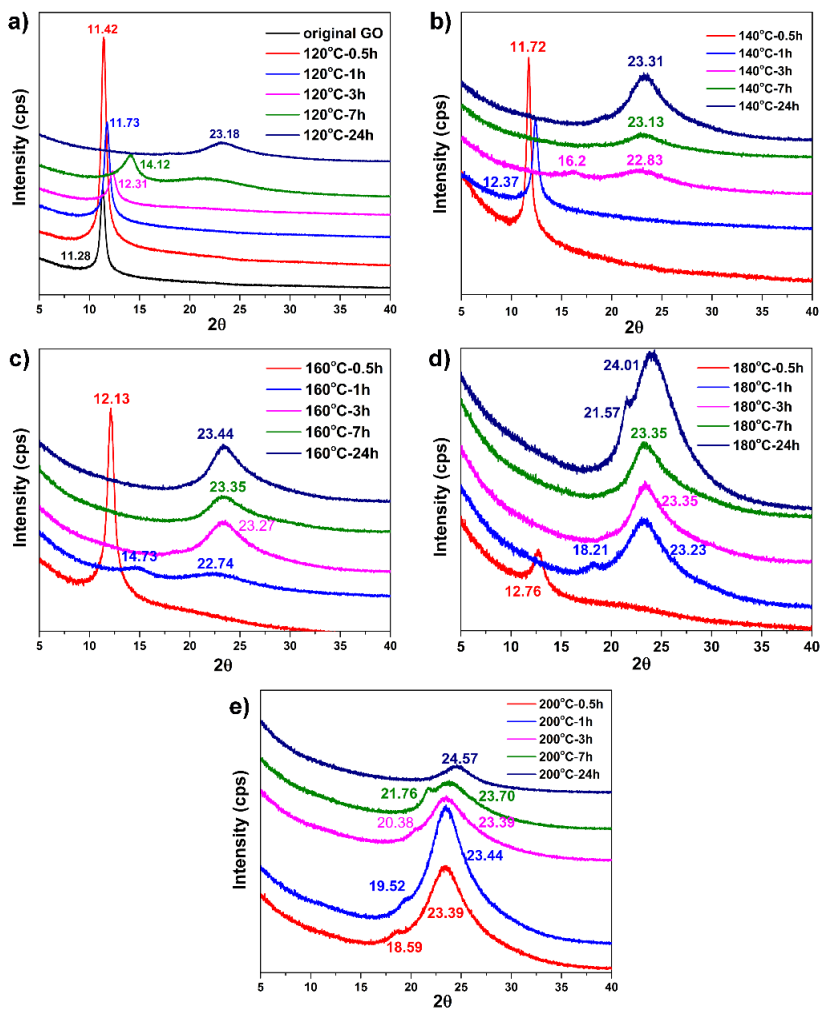 a)
11.42
original GO
120°C-0.5h
120°C-1h
120°C-3h
120°C-7h
120°C-24h
11.73
23.18
14.12
12.31
11.28
Intensity (cps)
5 10 15 20 25 30 35 40
2θ
b)
11.72
140°C-0.5h
140°C-1h
140°C-3h
140°C-7h
140°C-24h
23.31
23.13
16.2
22.83
12.37
Intensity (cps)
5 10 15 20 25 30 35 40
2θ
c)
12.13
160°C-0.5h
160°C-1h
160°C-3h
160°C-7h
160°C-24h
23.44
23.35
23.27
14.73
22.74
Intensity (cps)
5 10 15 20 25 30 35 40
2θ
d)
24.01
180°C-0.5h
180°C-1h
180°C-3h
180°C-7h
180°C-24h
21.57
23.35
23.35
18.21
23.23
12.76
Intensity (cps)
5 10 15 20 25 30 35 40
2θ
e)
200°C-0.5h
200°C-1h
200°C-3h
200°C-7h
200°C-24h
24.57
21.76
23.70
20.38
23.39
23.44
19.52
23.39
18.59
Intensity (cps)
5 10 15 20 25 30 35 40
2θ